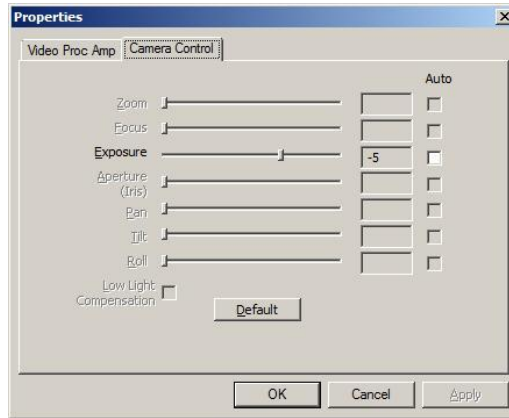 Properties
Video Proc Amp Camera Control
Auto
Zoom
Focus
Exposure -5
Aperture
(Iris)
Pan
Tilt
Roll
Low Light
Compensation
Default
OK Cancel Apply